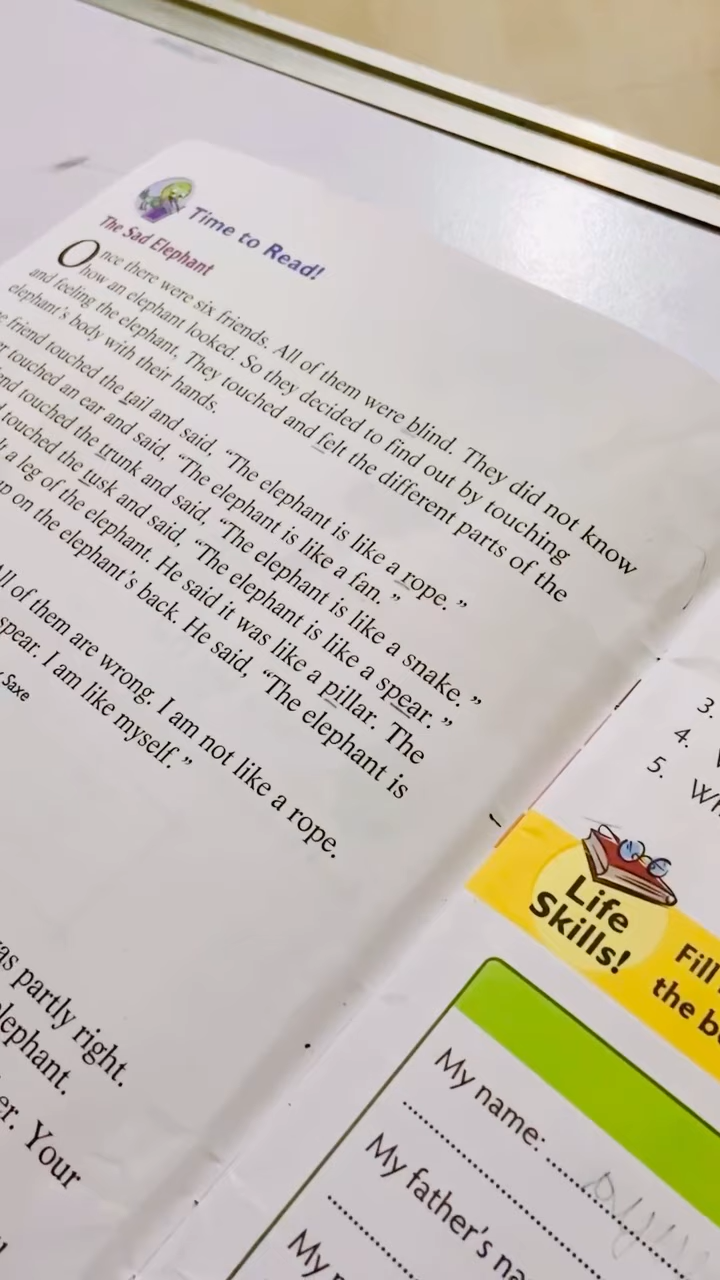 Time to Read!
The Sad Elephant
Once there were six friends. All of them were blind. They did not know
how an elephant looked. So they decided to find out by touching
and feeling the elephant. They touched and felt the different parts of the
elephant's body with their hands.
friend touched the tail and said, "The elephant is like a rope."
touched an ear and said, "The elephant is like a fan."
touched the trunk and said, "The elephant is like a snake."
touched the tusk and said, "The elephant is like a spear."
a leg of the elephant. He said it was like a pillar. The
on the elephant's back. He said, "The elephant is
All of them are wrong. I am not like a rope.
spear. I am like myself."
Saxe
partly right.
elephant.
Your
3.
4.
5.
Life
Skills!
Fill
the
My name:
My father's
My